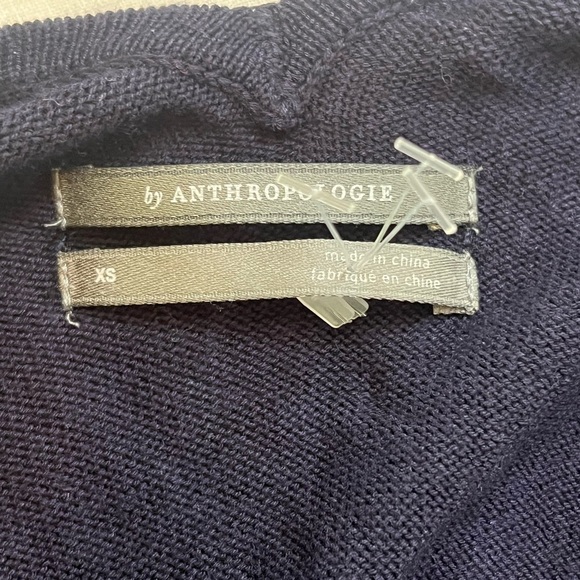 by ANTHROPOLOGIE
XS
made in china
fabriqué en chine